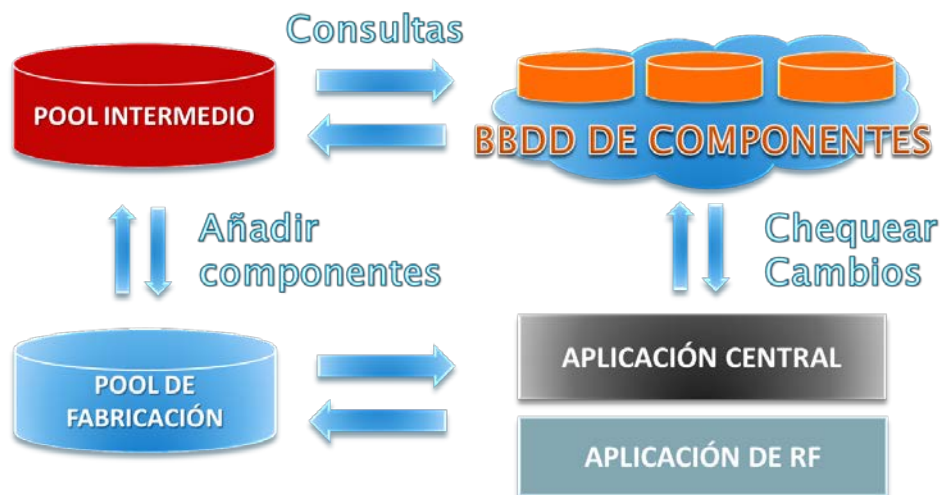 Consultas
POOL INTERMEDIO
BBDD DE COMPONENTES
Añadir
componentes
Chequear
Cambios
POOL DE
FABRICACIÓN
APLICACIÓN CENTRAL
APLICACIÓN DE RF